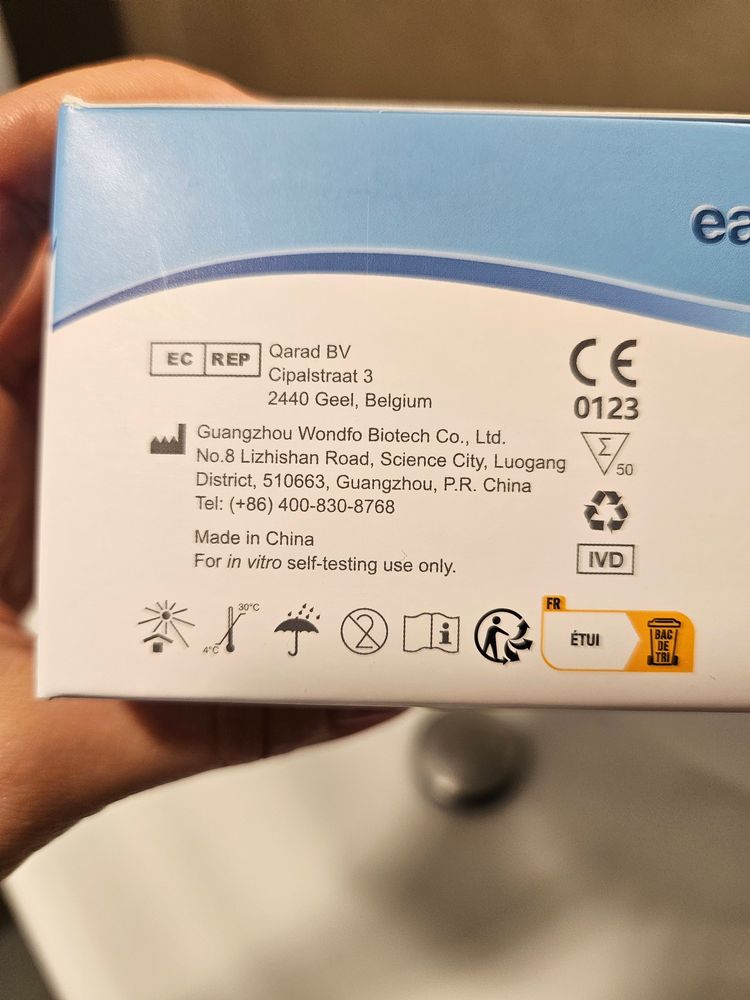 ea
EC REP Qarad BV
Cipalstraat 3
2440 Geel, Belgium
CE
0123
Guangzhou Wondfo Biotech Co., Ltd.
No.8 Lizhishan Road, Science City, Luogang
District, 510663, Guangzhou, P.R. China
Tel: (+86) 400-830-8768
Σ 50
Made in China
For in vitro self-testing use only.
IVD
30°C
4°C
2
i
FR
ÉTUI
BAC
DE
TRI